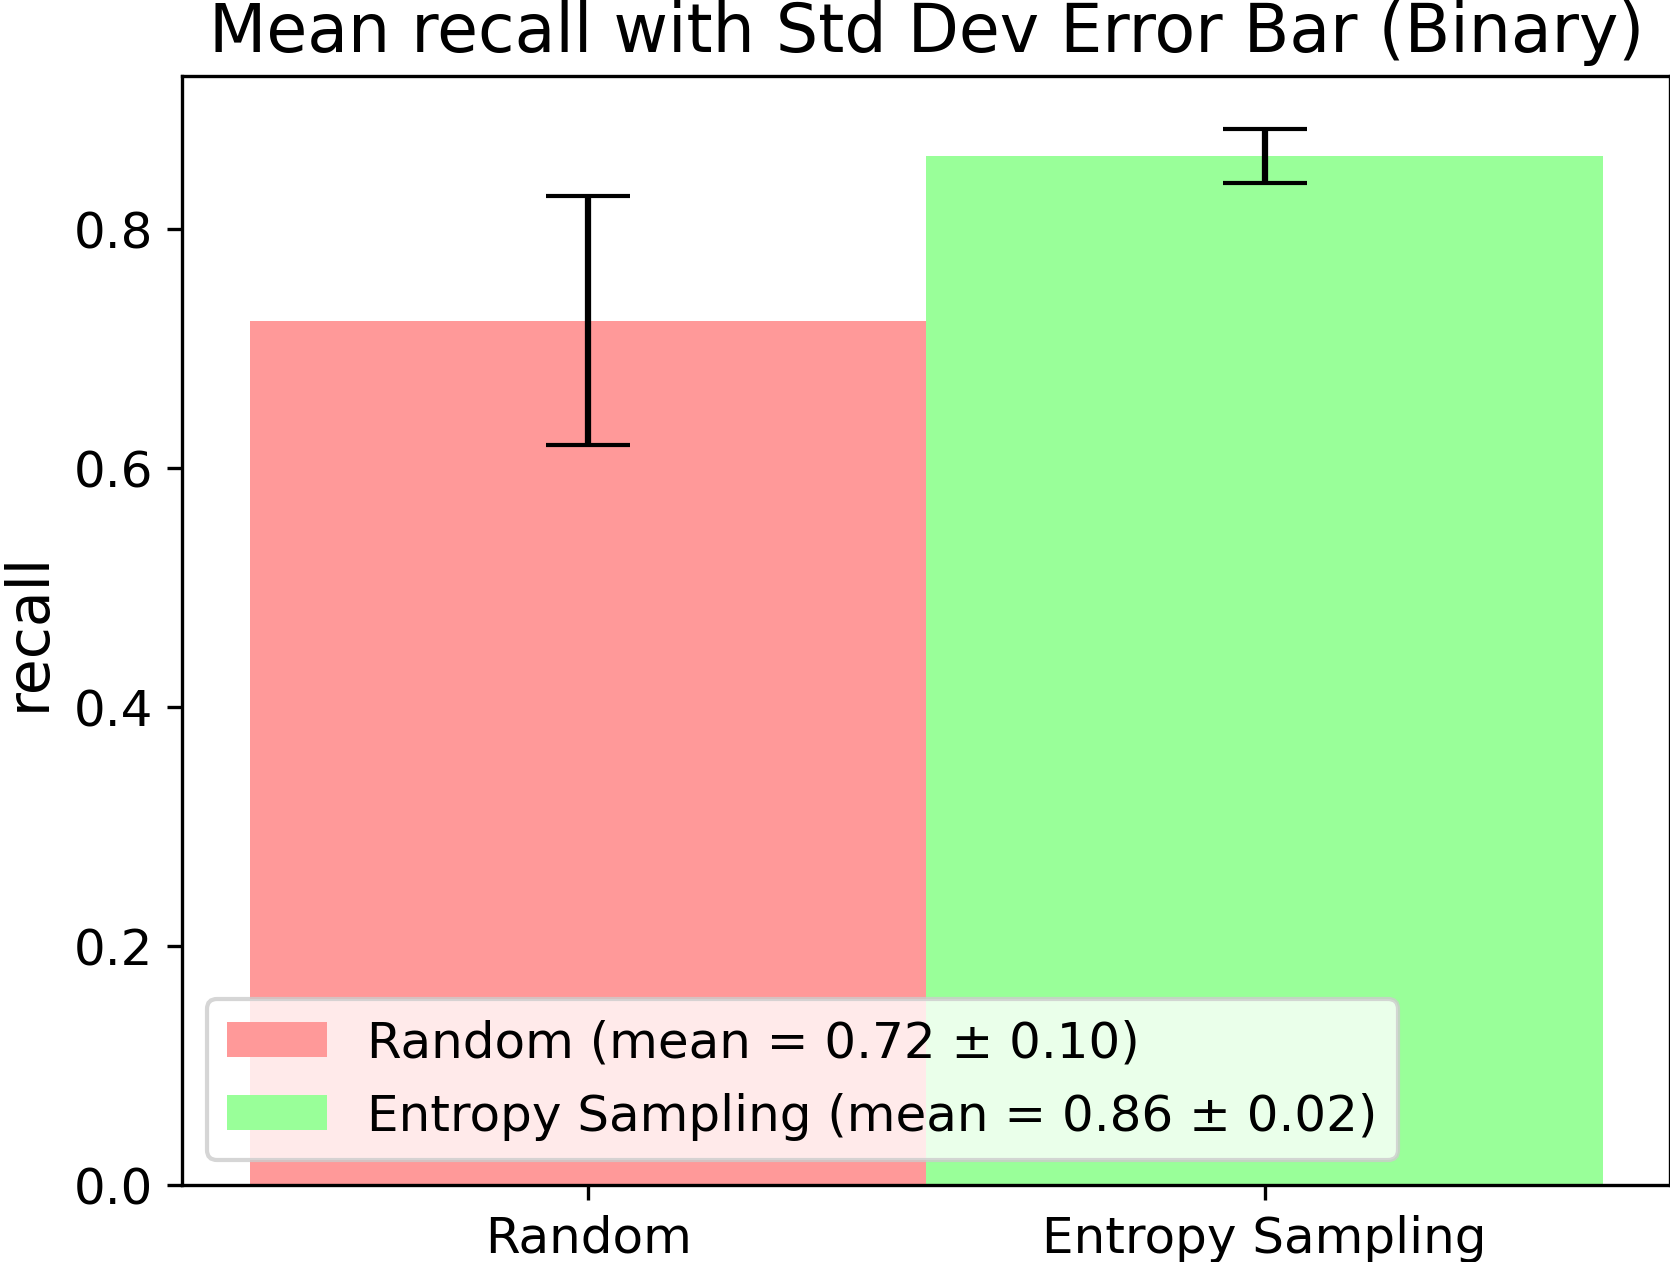 Mean recall with Std Dev Error Bar (Binary)
recall
0.8
0.6
0.4
0.2
0.0
Random (mean = 0.72 ± 0.10)
Entropy Sampling (mean = 0.86 ± 0.02)
Random
Entropy Sampling